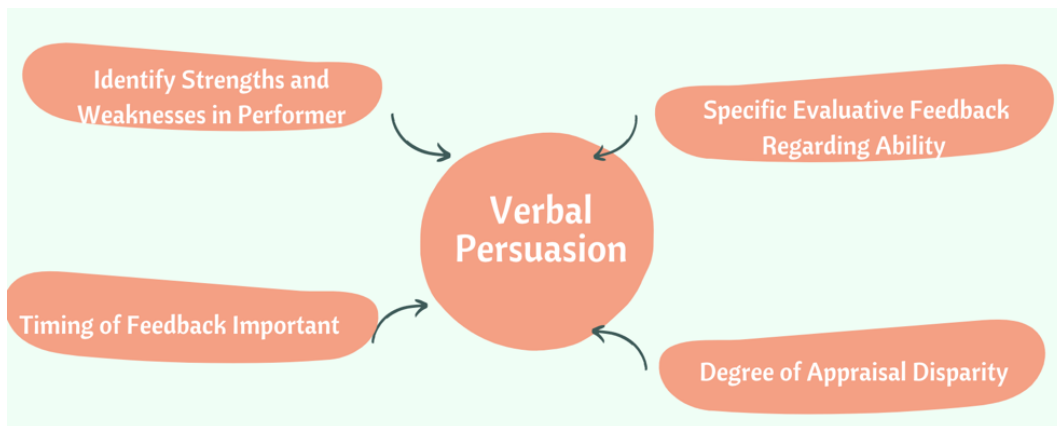 Identify Strengths and
Weaknesses in Performer
Specific Evaluative Feedback
Regarding Ability
Verbal
Persuasion
Timing of Feedback Important
Degree of Appraisal Disparity